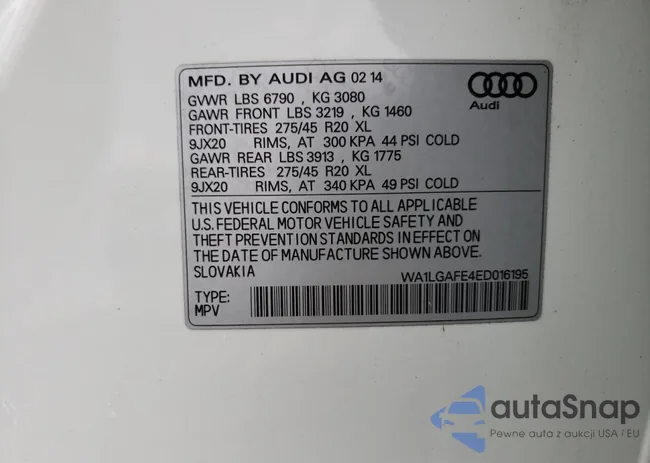 MFD. BY AUDI AG 02 14
Audi
GVWR LBS 6790 , KG 3080
GAWR FRONT LBS 3219 , KG 1460
FRONT-TIRES 275/45 R20 XL
9JX20 RIMS, AT 300 KPA 44 PSI COLD
GAWR REAR LBS 3913 , KG 1775
REAR-TIRES 275/45 R20 XL
9JX20 RIMS, AT 340 KPA 49 PSI COLD
THIS VEHICLE CONFORMS TO ALL APPLICABLE
U.S. FEDERAL MOTOR VEHICLE SAFETY AND
THEFT PREVENTION STANDARDS IN EFFECT ON
THE DATE OF MANUFACTURE SHOWN ABOVE.
SLOVAKIA
WA1LGAFE4ED016195
TYPE:
MPV
autaSnap
Pewne auta z aukcji USA / EU